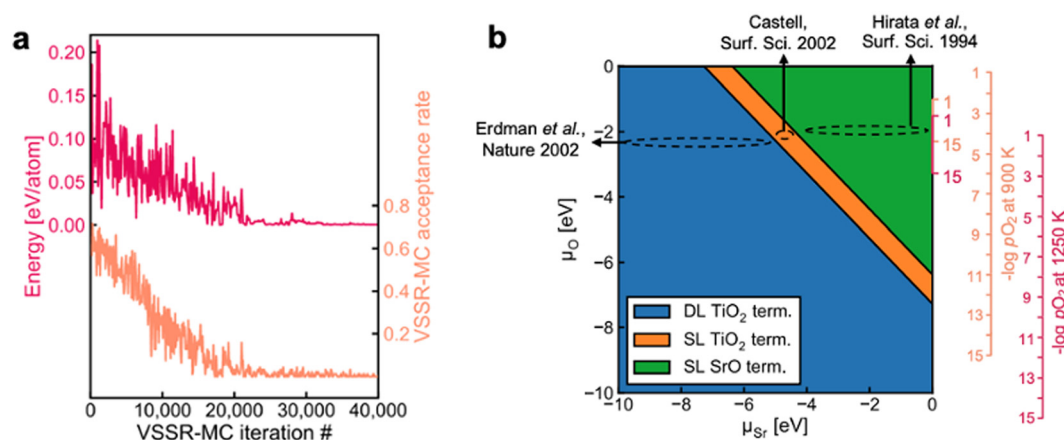 a
Energy [eV/atom]
0.20
0.15
0.10
0.05
0.00
0.8
0.6
0.4
0.2
VSSR-MC acceptance rate
0
10,000
20,000
30,000
40,000
VSSR-MC iteration #
b
Castell,
Surf. Sci. 2002
Hirata et al.,
Surf. Sci. 1994
Erdman et al.,
Nature 2002
μO [eV]
0
−2
−4
−6
−8
−10
DL TiO2 term.
SL TiO2 term.
SL SrO term.
−10
−8
−6
−4
−2
0
μSr [eV]
1
15
1
15
-log pO2 at 900 K
1
3
5
7
9
11
13
15
-log pO2 at 1250 K
1
3
5
7
9
11
13
15